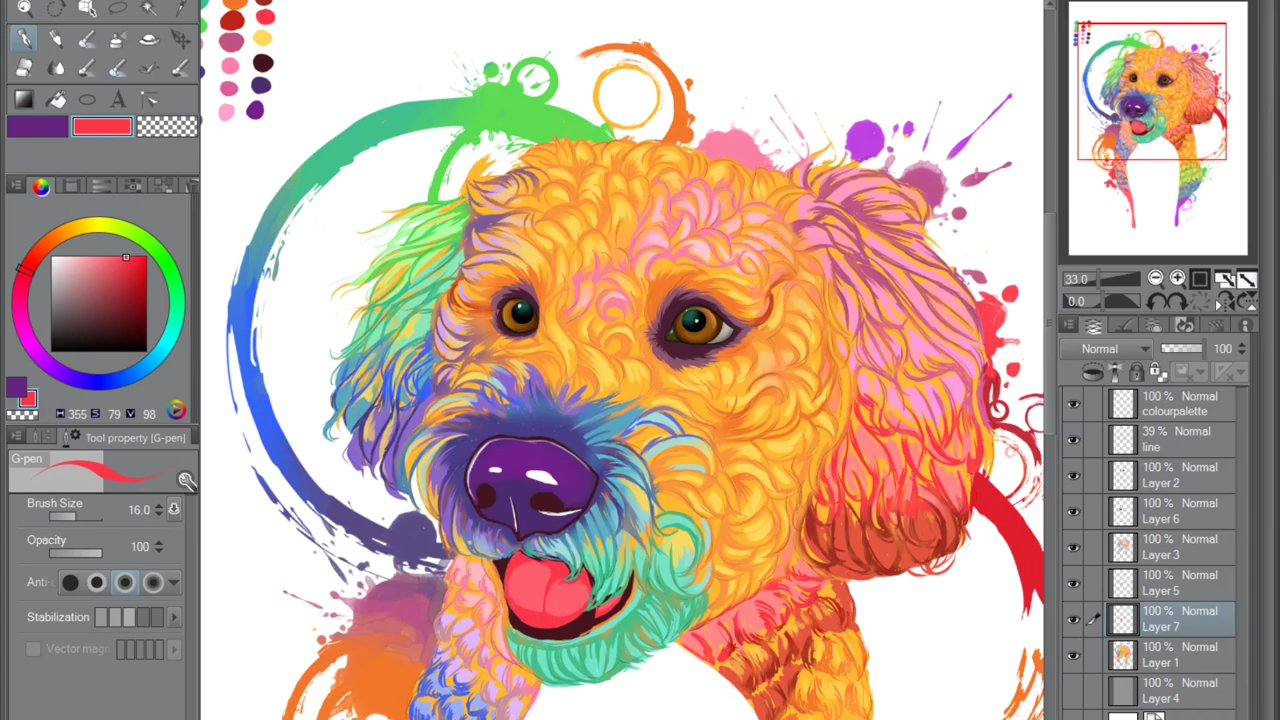 33.0
0.0
Normal
100
100 % Normal
colourpalette
39 % Normal
line
100 % Normal
Layer 2
100 % Normal
Layer 6
100 % Normal
Layer 3
100 % Normal
Layer 5
100 % Normal
Layer 7
100 % Normal
Layer 1
100 % Normal
Layer 4
A
H 355 S 79 V 98
Tool property [G-pen]
G-pen
Brush Size
16.0
Opacity
100
Anti-
Stabilization
Vector magn